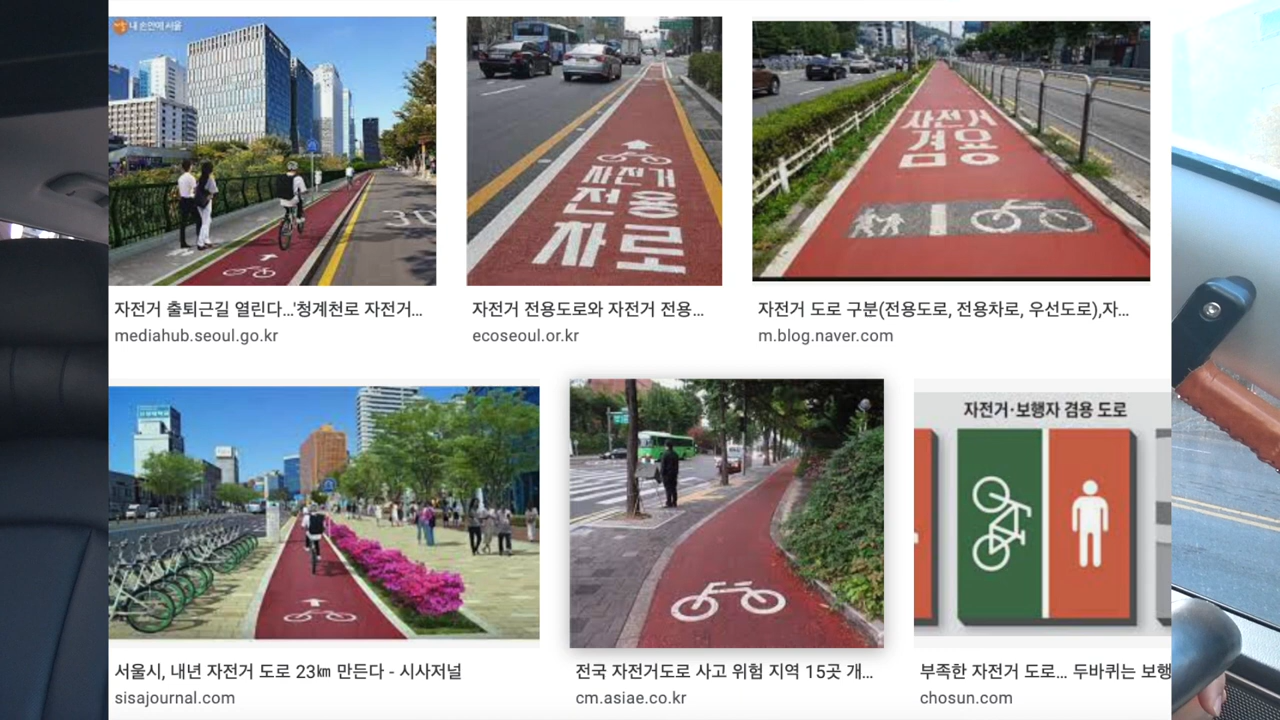 내 손안에 서울
30
자전거
전용
차로
자전거
겸용
자전거 출퇴근길 열린다...'청계천로 자전거...
mediahub.seoul.go.kr
자전거 전용도로와 자전거 전용...
ecoseoul.or.kr
자전거 도로 구분(전용도로, 전용차로, 우선도로),자...
m.blog.naver.com
자전거·보행자 겸용 도로
서울시, 내년 자전거 도로 23㎞ 만든다 - 시사저널
sisajournal.com
전국 자전거도로 사고 위험 지역 15곳 개...
cm.asiae.co.kr
부족한 자전거 도로... 두바퀴는 보행
chosun.com